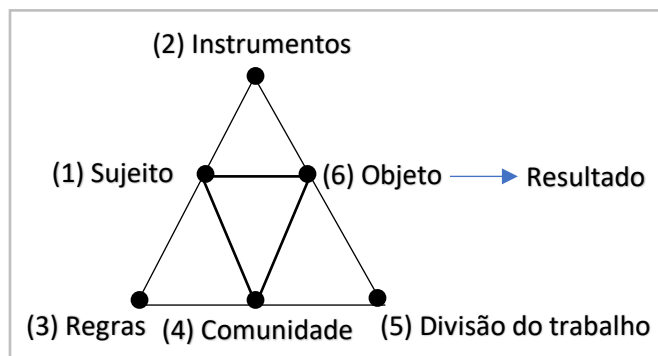 (2) Instrumentos
(1) Sujeito
(6) Objeto
Resultado
(3) Regras
(4) Comunidade
(5) Divisão do trabalho